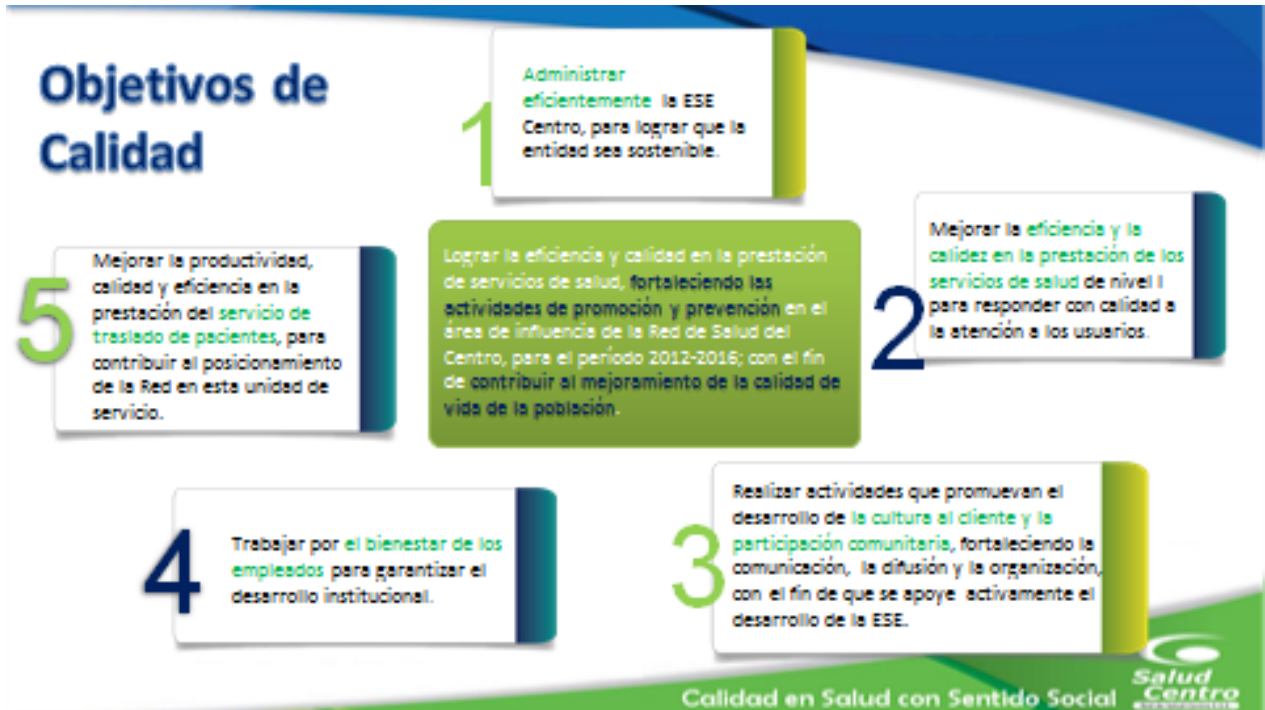 Objetivos de
Calidad
1
Administrar
eficientemente la ESE
Centro, para lograr que la
entidad sea sostenible.
Lograr la eficiencia y calidad en la prestación
de servicios de salud, fortaleciendo las
actividades de promoción y prevención en el
área de influencia de la Red de Salud del
Centro, para el período 2012-2016; con el fin
de contribuir al mejoramiento de la calidad de
vida de la población.
2
Mejorar la eficiencia y la
calidez en la prestación de los
servicios de salud de nivel I
para responder con calidad a
la atención a los usuarios.
3
Realizar actividades que promuevan el
desarrollo de la cultura al cliente y la
participación comunitaria, fortaleciendo la
comunicación, la difusión y la organización,
con el fin de que se apoye activamente el
desarrollo de la ESE.
4
Trabajar por el bienestar de los
empleados para garantizar el
desarrollo institucional.
5
Mejorar la productividad,
calidad y eficiencia en la
prestación del servicio de
traslado de pacientes, para
contribuir al posicionamiento
de la Red en esta unidad de
servicio.
Calidad en Salud con Sentido Social
Salud
Centro